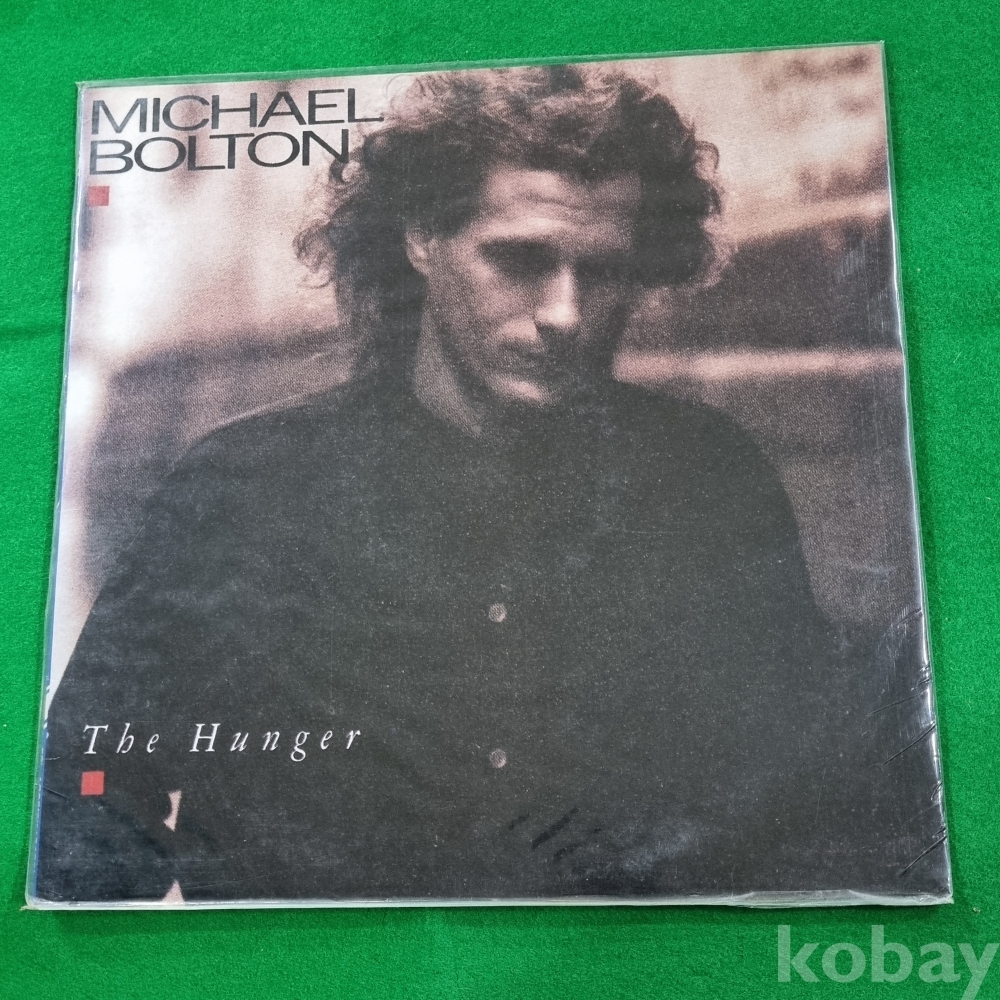 MICHAEL
BOLTON
The Hunger
kobay